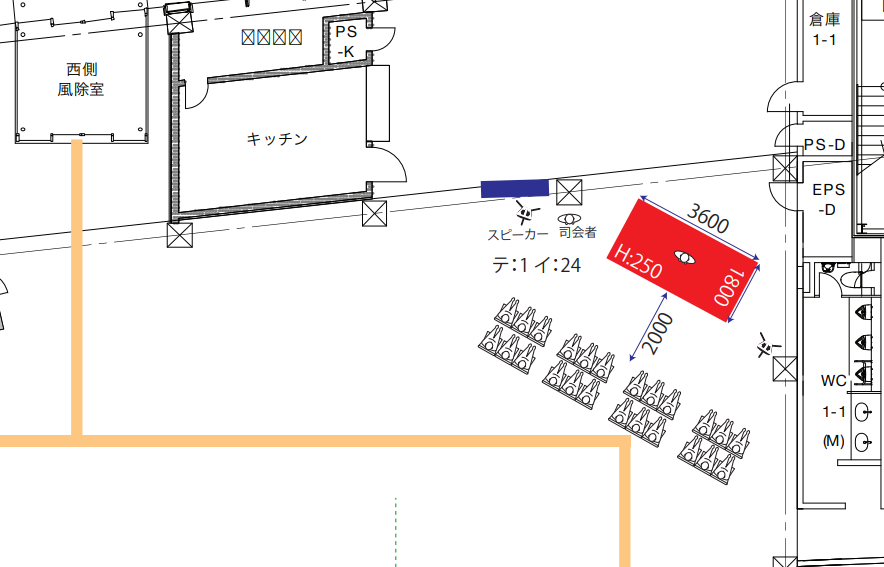 倉庫
1-1
PS
-K
西側
風除室
キッチン
PS-D
EPS
-D
3600
スピーカー
司会者
H:250
1800
テ：1 イ：24
2000
WC
1-1
(M)